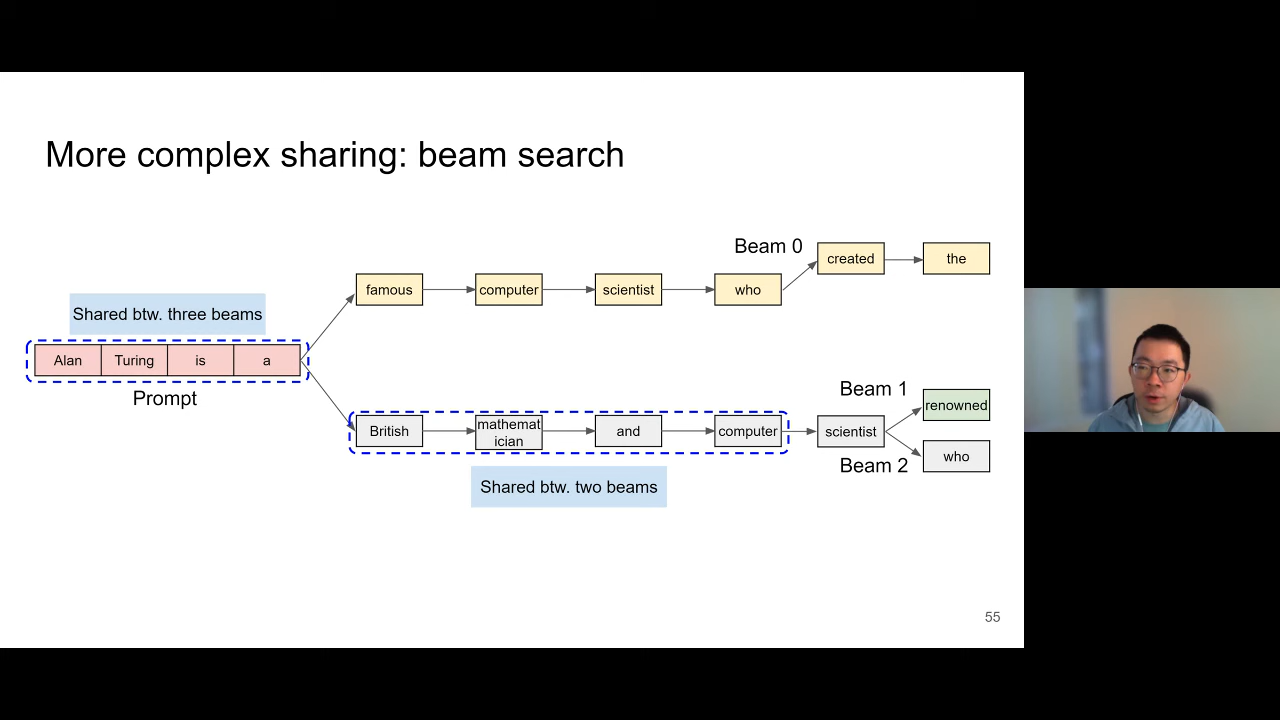 More complex sharing: beam search
Beam 0
created
the
famous
computer
scientist
who
Shared btw. three beams
Alan
Turing
is
a
Prompt
Beam 1
renowned
British
mathemat
ician
and
computer
scientist
Beam 2
who
Shared btw. two beams
55